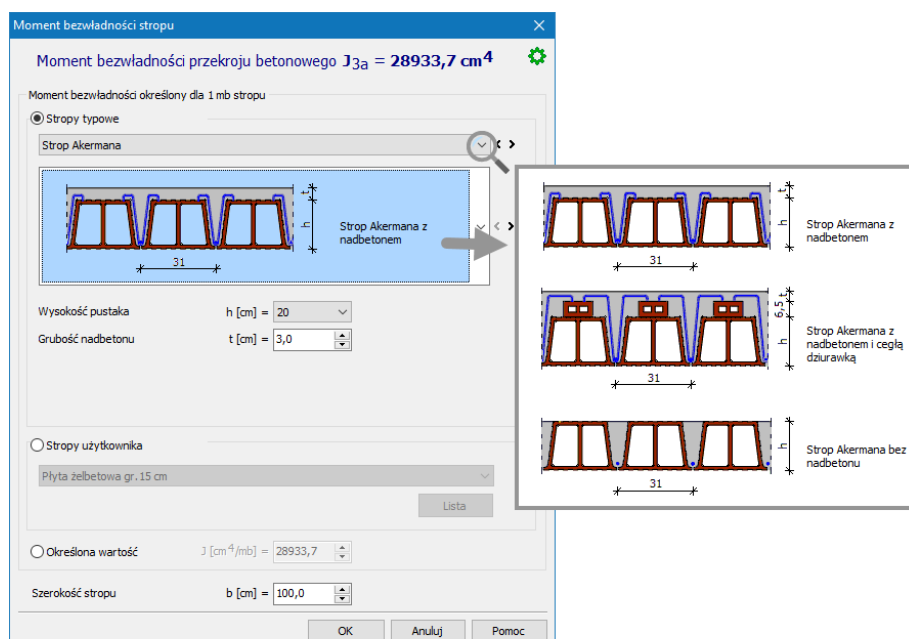 Moment bezwładności stropu
Moment bezwładności przekroju betonowego J3a = 28933,7 cm4
Moment bezwładności określony dla 1 mb stropu
Stropy typowe
Strop Akermana
t
h
31
Strop Akermana z
nadbetonem
Wysokość pustaka h [cm] = 20
Grubość nadbetonu t [cm] = 3,0
Stropy użytkownika
Płyta żelbetowa gr.15 cm
Lista
Określona wartość J [cm4/mb] = 28933,7
Szerokość stropu b [cm] = 100,0
OK Anuluj Pomoc
t
h
31
Strop Akermana z
nadbetonem
t
6,5
h
31
Strop Akermana z
nadbetonem i cegłą
dziurawką
h
31
Strop Akermana bez
nadbetonu